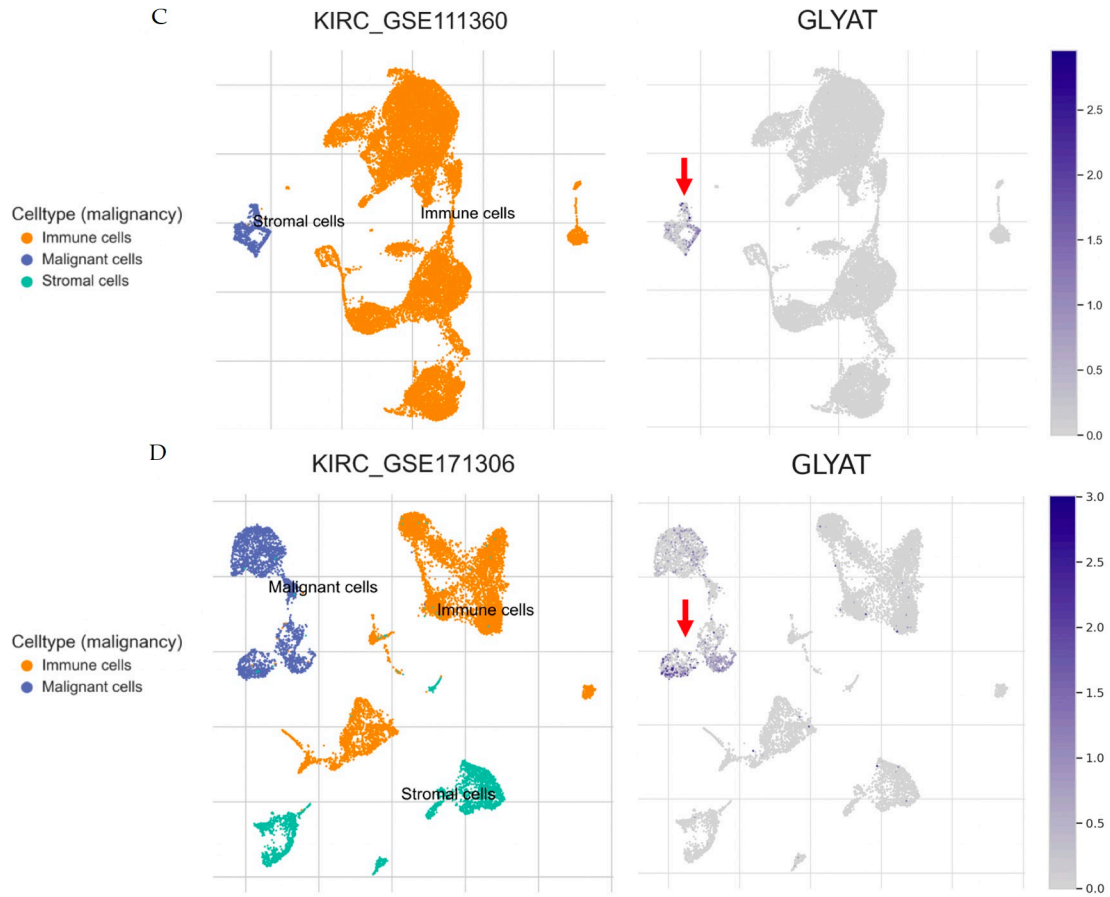 C
KIRC_GSE111360
GLYAT
Celltype (malignancy)
Immune cells
Malignant cells
Stromal cells
Stromal cells
Immune cells
2.5
2.0
1.5
1.0
0.5
0.0
D
KIRC_GSE171306
GLYAT
Celltype (malignancy)
Immune cells
Malignant cells
Malignant cells
Immune cells
Stromal cells
3.0
2.5
2.0
1.5
1.0
0.5
0.0